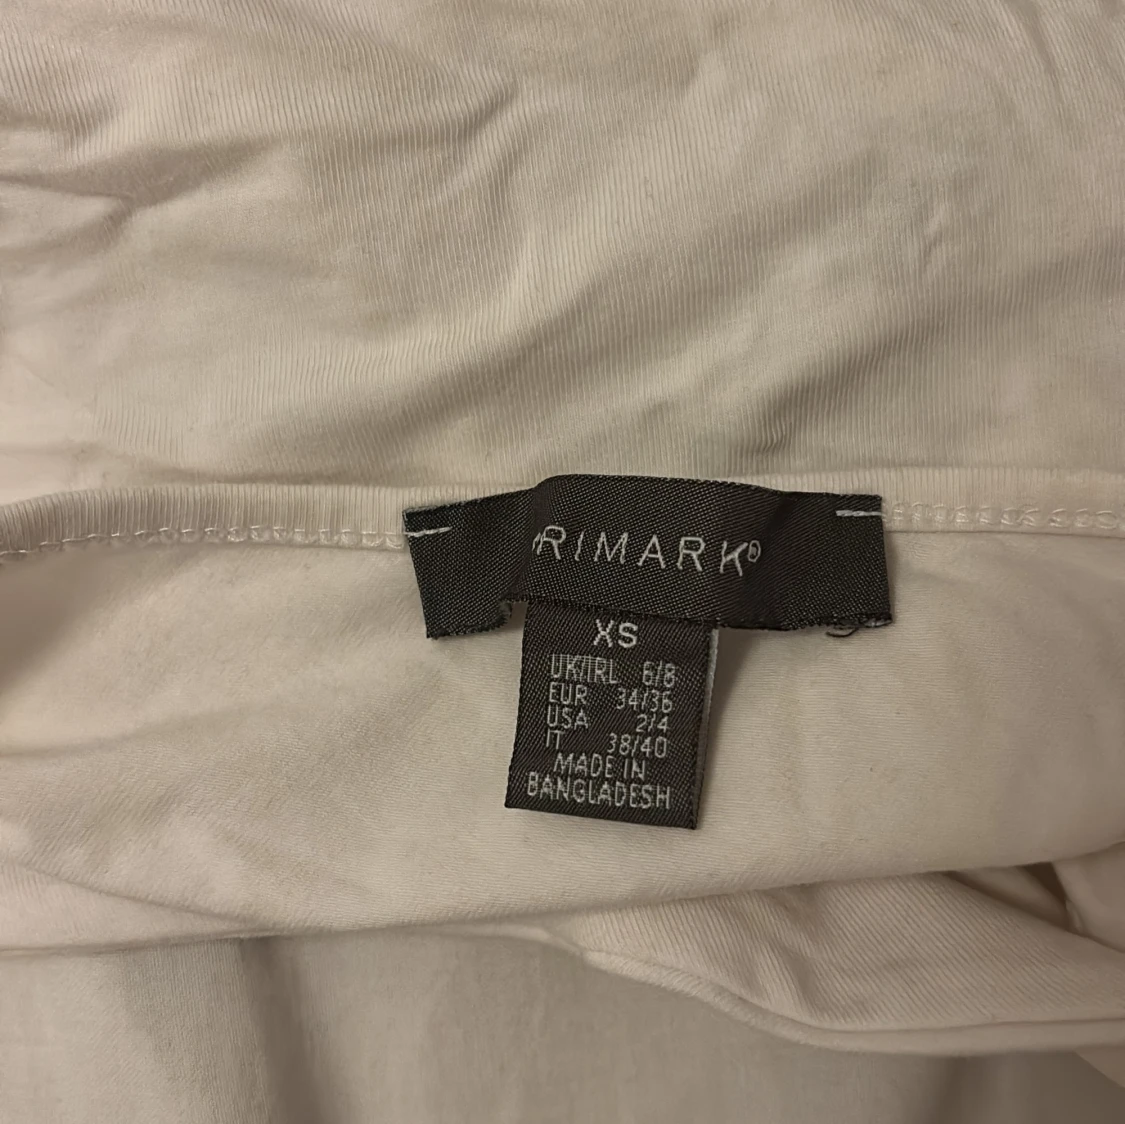 PRIMARK®
XS
UK/IRL 6/8
EUR 34/36
USA 2/4
IT 38/40
MADE IN
BANGLADESH